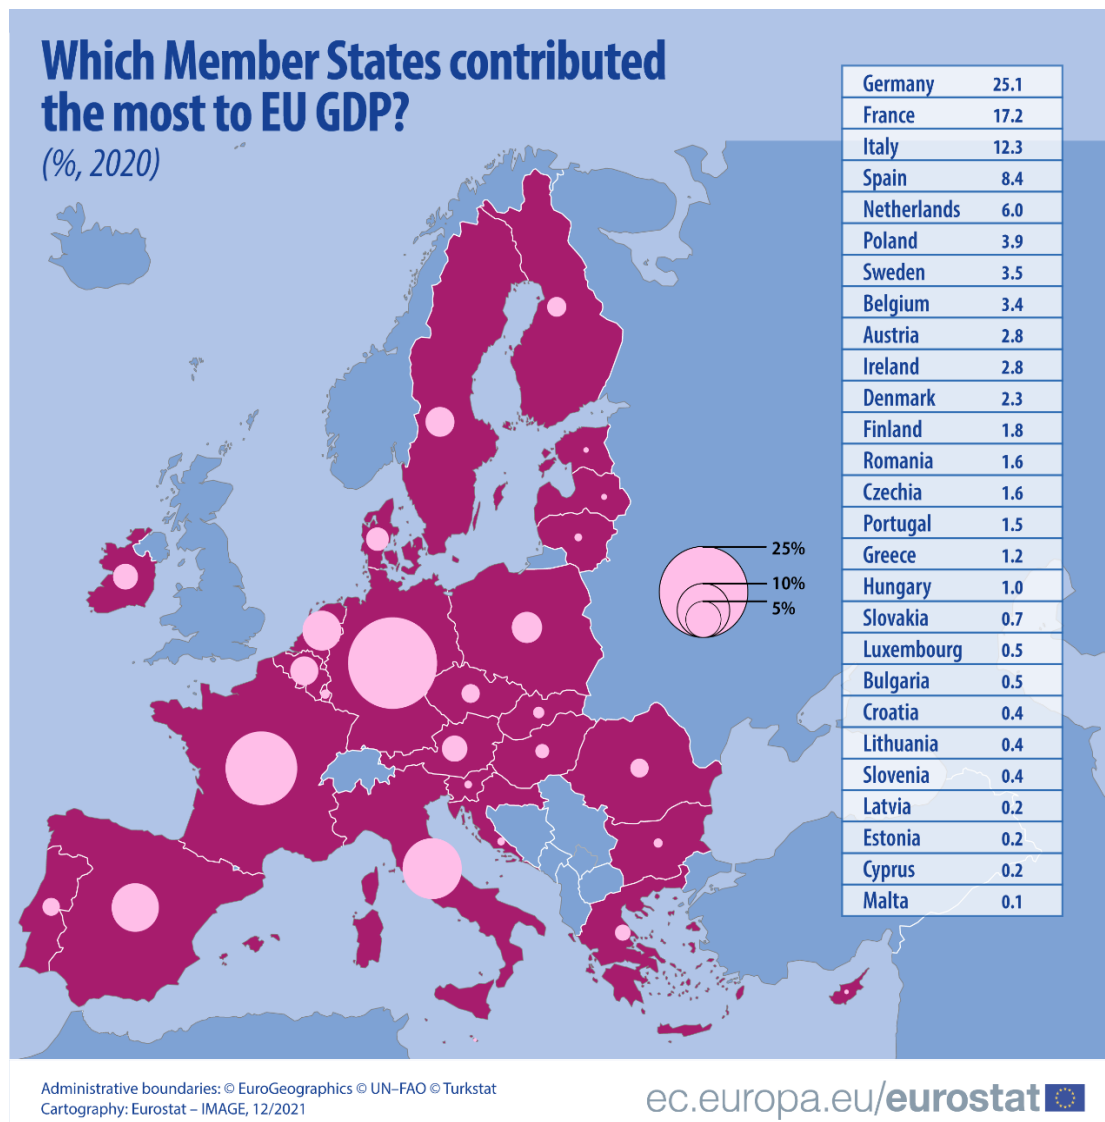 Which Member States contributed
the most to EU GDP?
(%, 2020)
Germany 25.1
France 17.2
Italy 12.3
Spain 8.4
Netherlands 6.0
Poland 3.9
Sweden 3.5
Belgium 3.4
Austria 2.8
Ireland 2.8
Denmark 2.3
Finland 1.8
Romania 1.6
Czechia 1.6
Portugal 1.5
Greece 1.2
Hungary 1.0
Slovakia 0.7
Luxembourg 0.5
Bulgaria 0.5
Croatia 0.4
Lithuania 0.4
Slovenia 0.4
Latvia 0.2
Estonia 0.2
Cyprus 0.2
Malta 0.1
25%
10%
5%
Administrative boundaries: © EuroGeographics © UN–FAO © Turkstat
Cartography: Eurostat – IMAGE, 12/2021
ec.europa.eu/eurostat